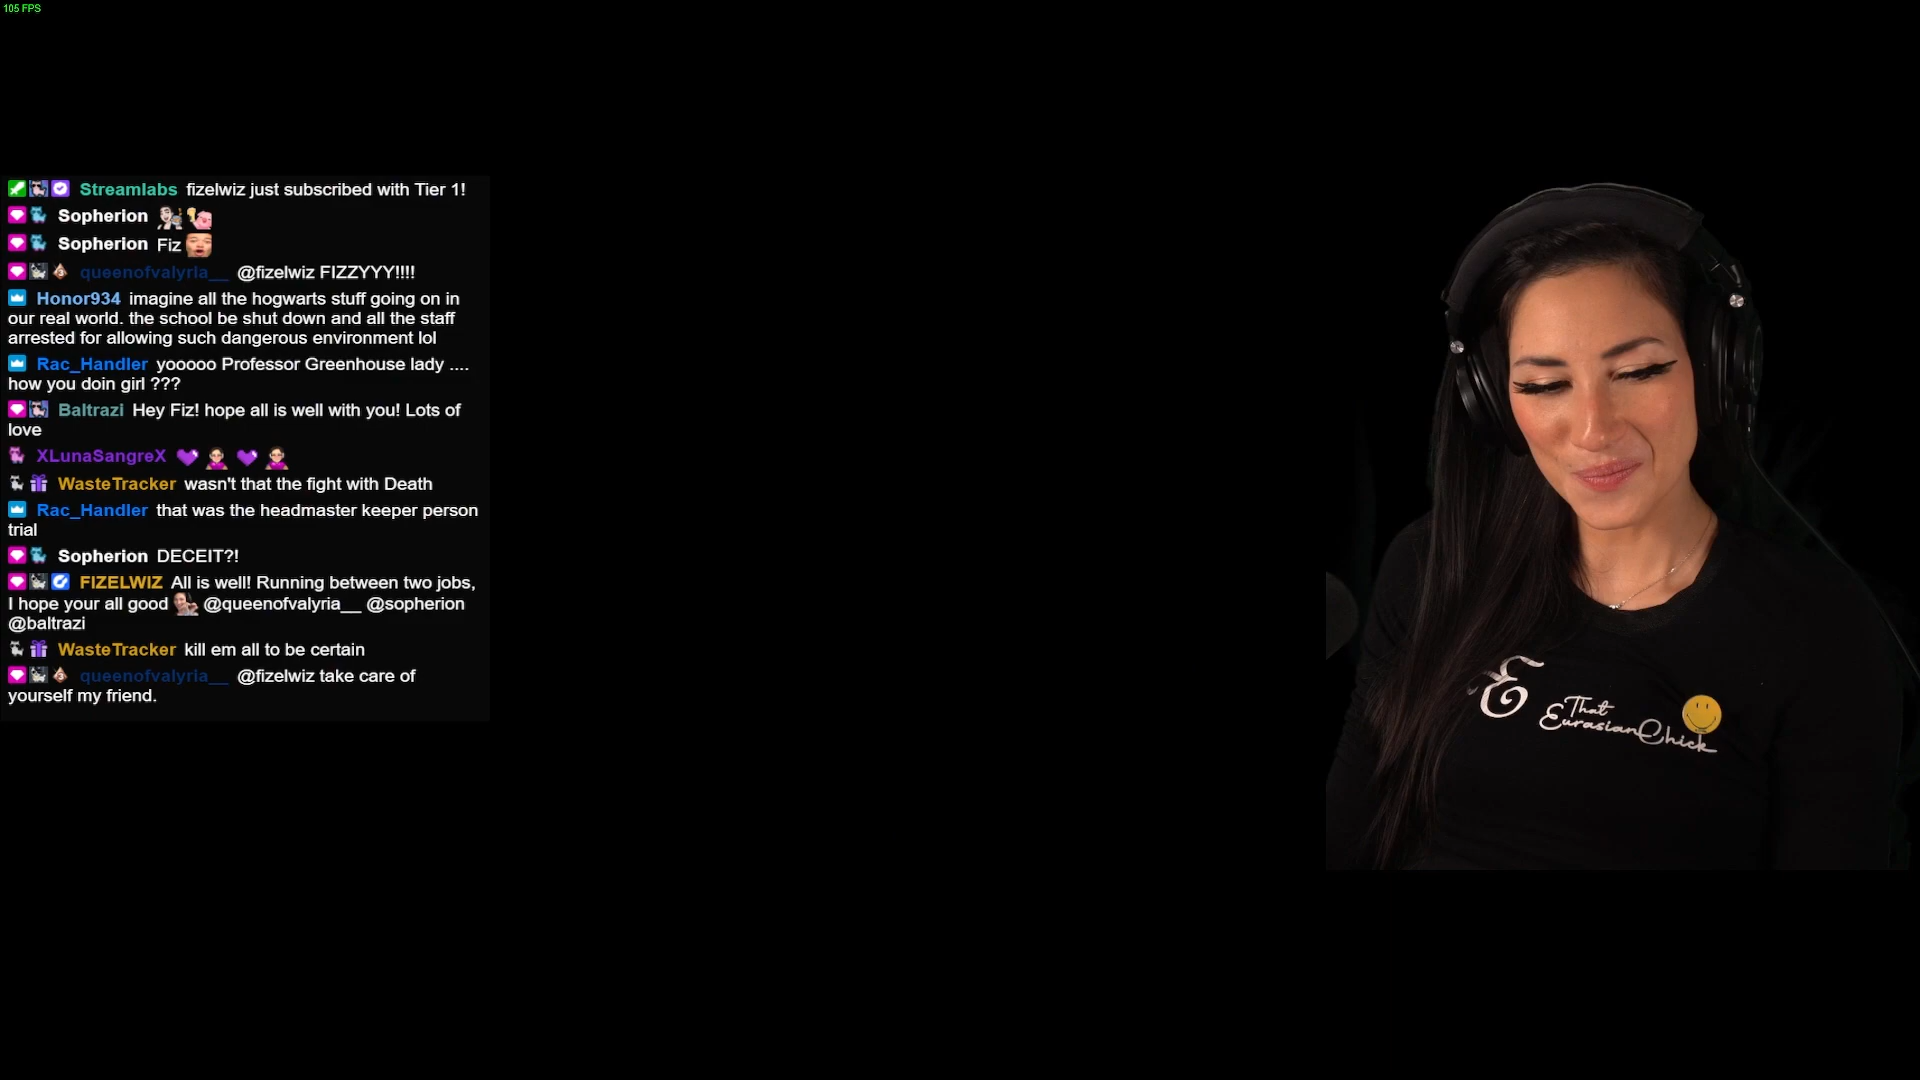 105 FPS
Streamlabs fizelwiz just subscribed with Tier 1!
Sopherion
Sopherion Fiz
queenofvalyria__ @fizelwiz FIZZYYY!!!!
Honor934 imagine all the hogwarts stuff going on in
our real world. the school be shut down and all the staff
arrested for allowing such dangerous environment lol
Rac_Handler yooooo Professor Greenhouse lady ....
how you doin girl ???
Baltrazi Hey Fiz! hope all is well with you! Lots of
love
XLunaSangreX
WasteTracker wasn't that the fight with Death
Rac_Handler that was the headmaster keeper person
trial
Sopherion DECEIT?!
FIZELWIZ All is well! Running between two jobs,
I hope your all good @queenofvalyria__ @sopherion
@baltrazi
WasteTracker kill em all to be certain
queenofvalyria__ @fizelwiz take care of
yourself my friend.
E
That
EurasianChick